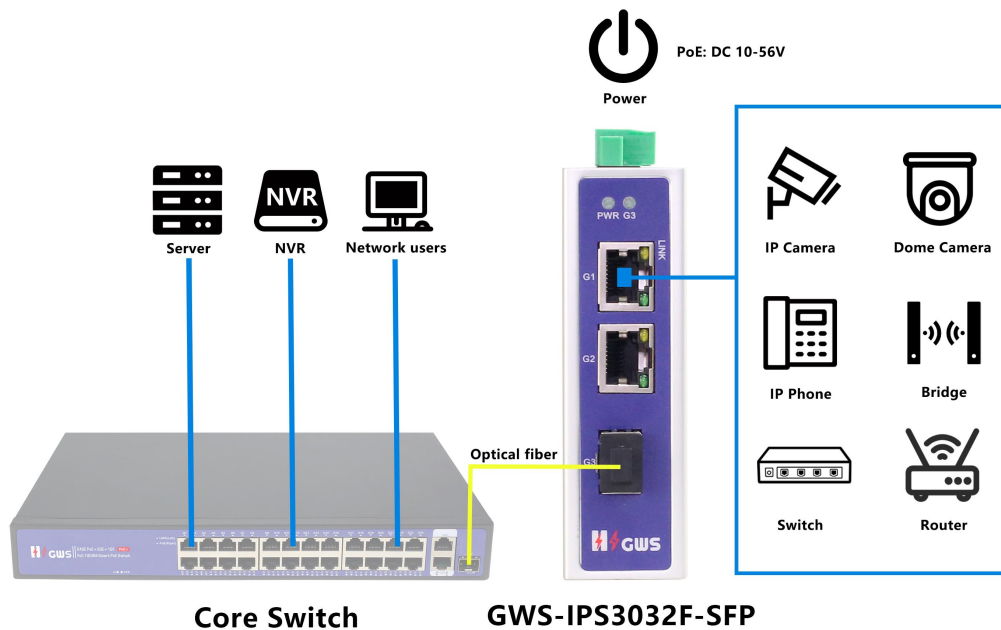 PoE: DC 10-56V
Power
NVR
Server
NVR
Network users
PWR G3
LINK
G1
G2
G3
IP Camera
Dome Camera
IP Phone
Bridge
Switch
Router
Optical fiber
GWS
GWS
Core Switch
GWS-IPS3032F-SFP